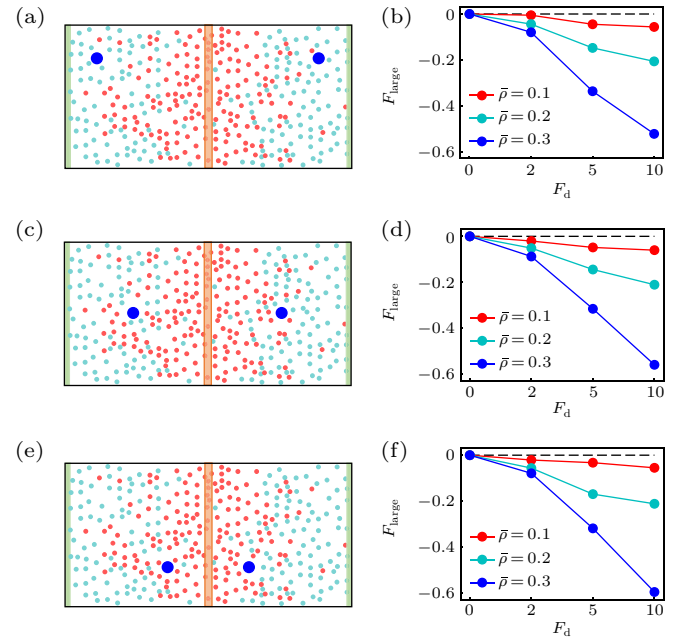 (a)
(b)
0
−0.2
−0.4
−0.6
F_large
ρ̄ = 0.1
ρ̄ = 0.2
ρ̄ = 0.3
0 2 5 10
F_d
(c)
(d)
0
−0.2
−0.4
−0.6
F_large
ρ̄ = 0.1
ρ̄ = 0.2
ρ̄ = 0.3
0 2 5 10
F_d
(e)
(f)
0
−0.2
−0.4
−0.6
F_large
ρ̄ = 0.1
ρ̄ = 0.2
ρ̄ = 0.3
0 2 5 10
F_d